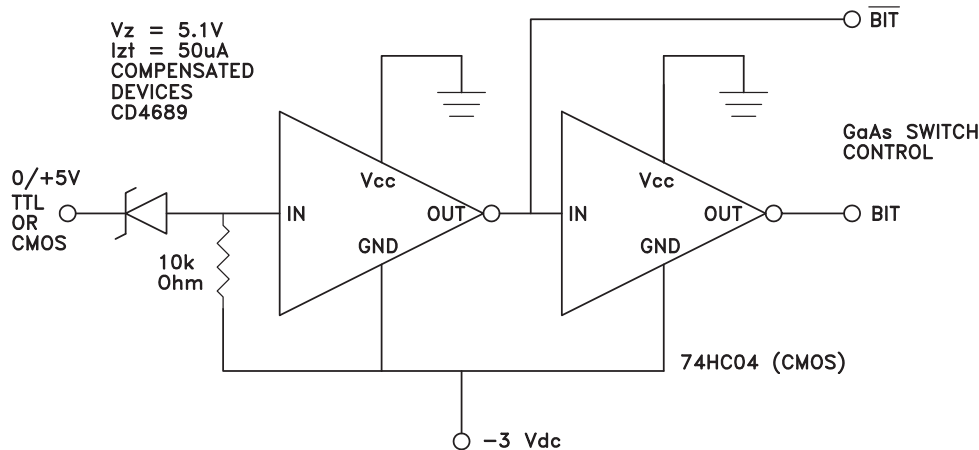 Vz = 5.1V
Izt = 50uA
COMPENSATED
DEVICES
CD4689
BIT
GaAs SWITCH
CONTROL
0/+5V
TTL
OR
CMOS
Vcc
IN
OUT
GND
Vcc
IN
OUT
GND
BIT
10k
Ohm
74HC04 (CMOS)
-3 Vdc